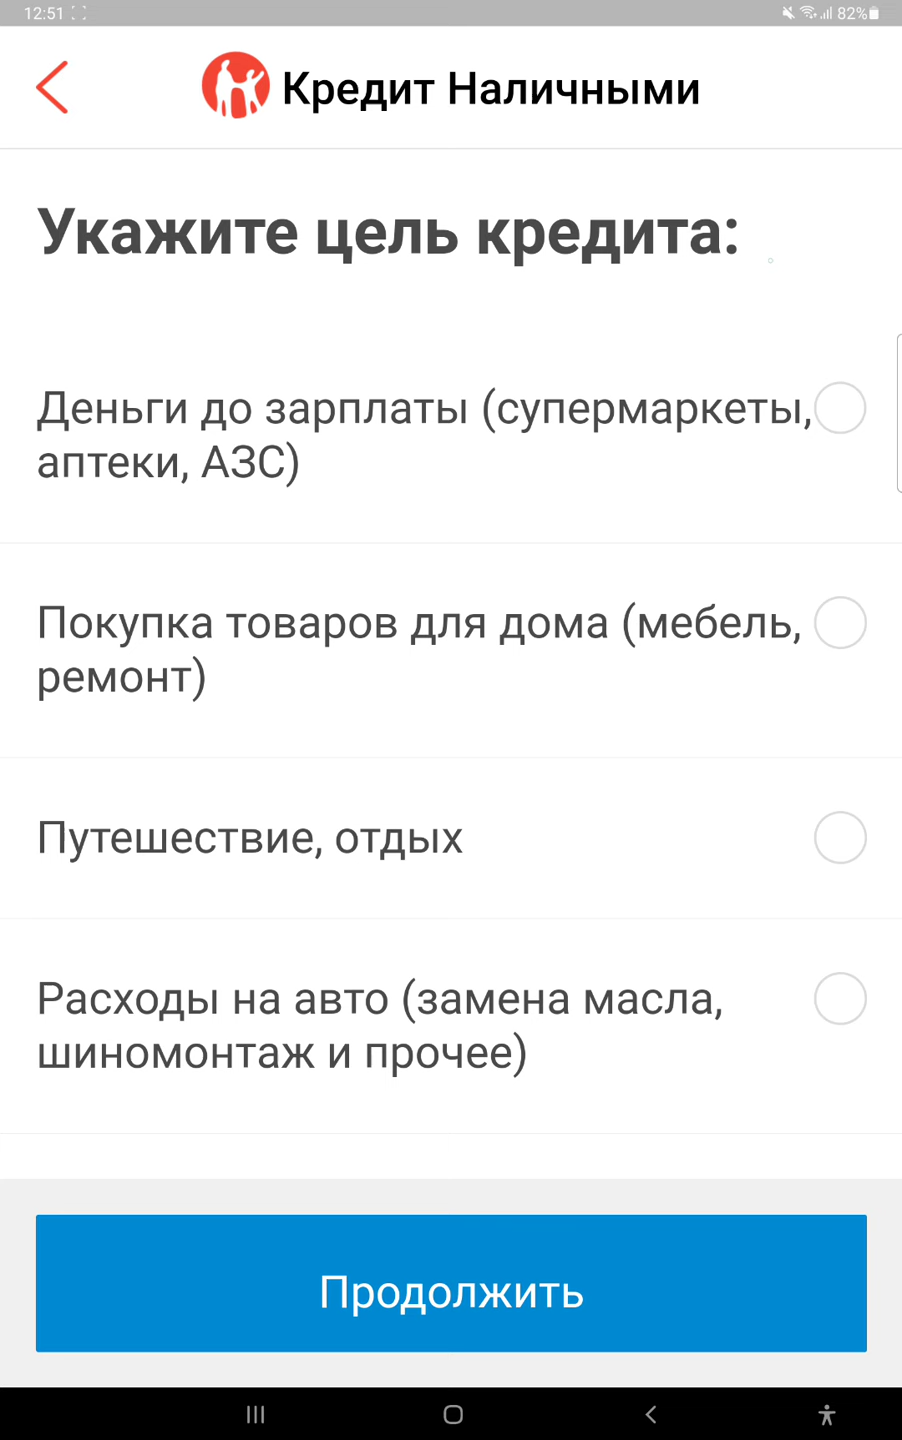 12:51
82%
Кредит Наличными
Укажите цель кредита:
Деньги до зарплаты (супермаркеты,
аптеки, АЗС)
Покупка товаров для дома (мебель,
ремонт)
Путешествие, отдых
Расходы на авто (замена масла,
шиномонтаж и прочее)
Продолжить